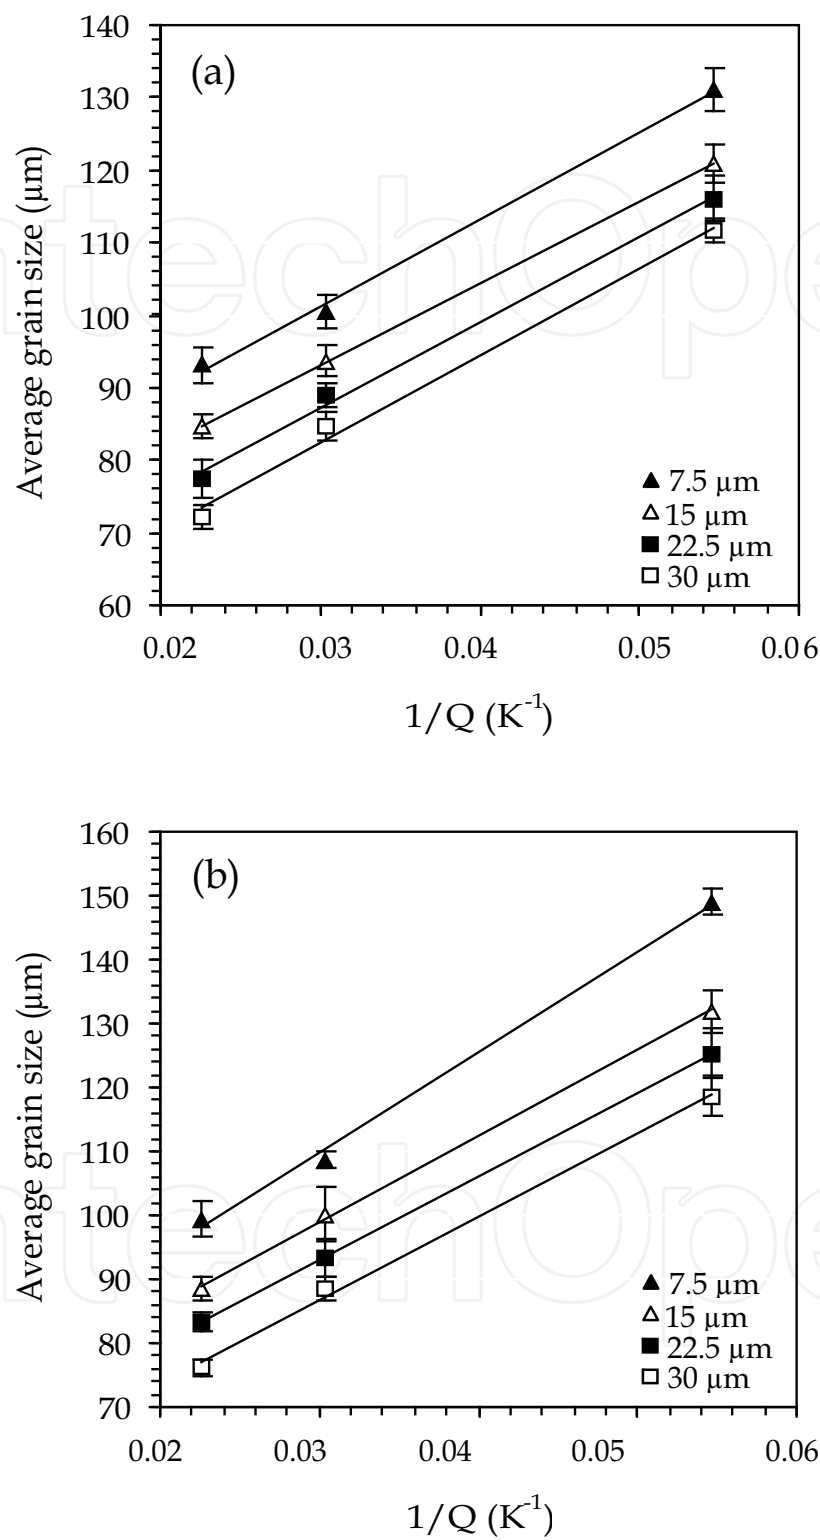 140
(a)
130
120
110
100
90
80
70
60
Average grain size (µm)
▲ 7.5 µm
△ 15 µm
■ 22.5 µm
□ 30 µm
0.02 0.03 0.04 0.05 0.06
1/Q (K⁻¹)
160
(b)
150
140
130
120
110
100
90
80
70
Average grain size (µm)
▲ 7.5 µm
△ 15 µm
■ 22.5 µm
□ 30 µm
0.02 0.03 0.04 0.05 0.06
1/Q (K⁻¹)
ntechOpe
ntechOpe